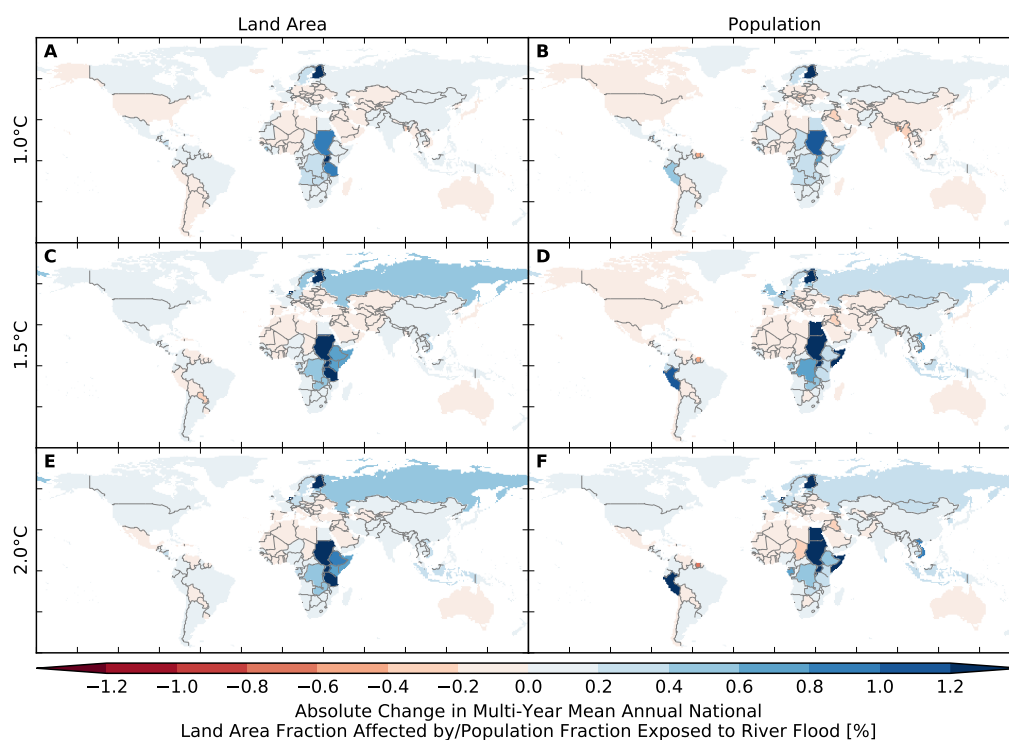 Land Area
Population
A
B
1.0°C
C
D
1.5°C
E
F
2.0°C
−1.2 −1.0 −0.8 −0.6 −0.4 −0.2 0.0 0.2 0.4 0.6 0.8 1.0 1.2
Absolute Change in Multi-Year Mean Annual National
Land Area Fraction Affected by/Population Fraction Exposed to River Flood [%]